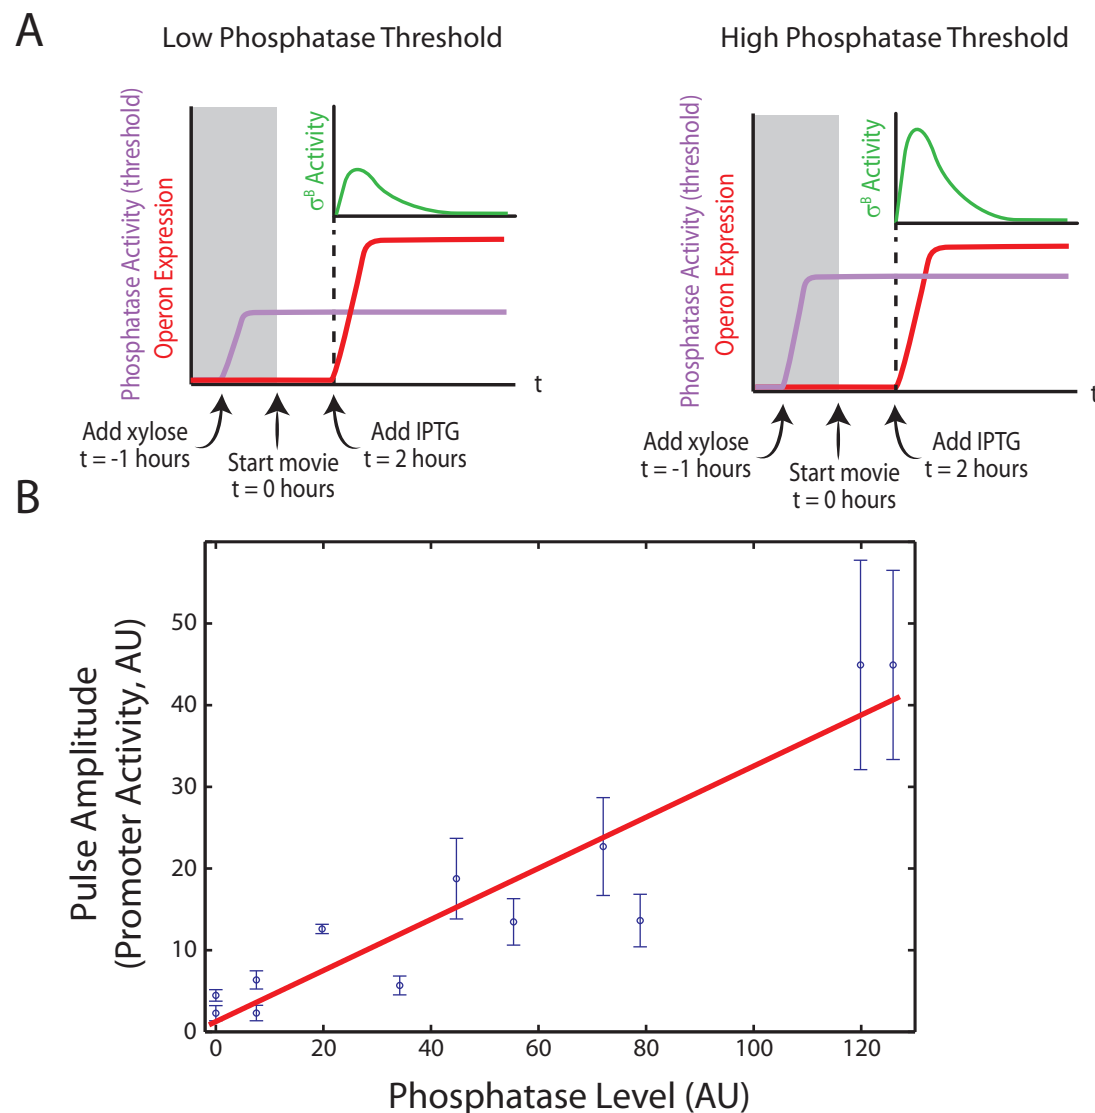 A
Low Phosphatase Threshold
High Phosphatase Threshold
Phosphatase Activity (threshold)
Operon Expression
σB Activity
t
Add xylose
t = -1 hours
Start movie
t = 0 hours
Add IPTG
t = 2 hours
Phosphatase Activity (threshold)
Operon Expression
σB Activity
t
Add xylose
t = -1 hours
Start movie
t = 0 hours
Add IPTG
t = 2 hours
B
Pulse Amplitude
(Promoter Activity, AU)
50
40
30
20
10
0
0 20 40 60 80 100 120
Phosphatase Level (AU)